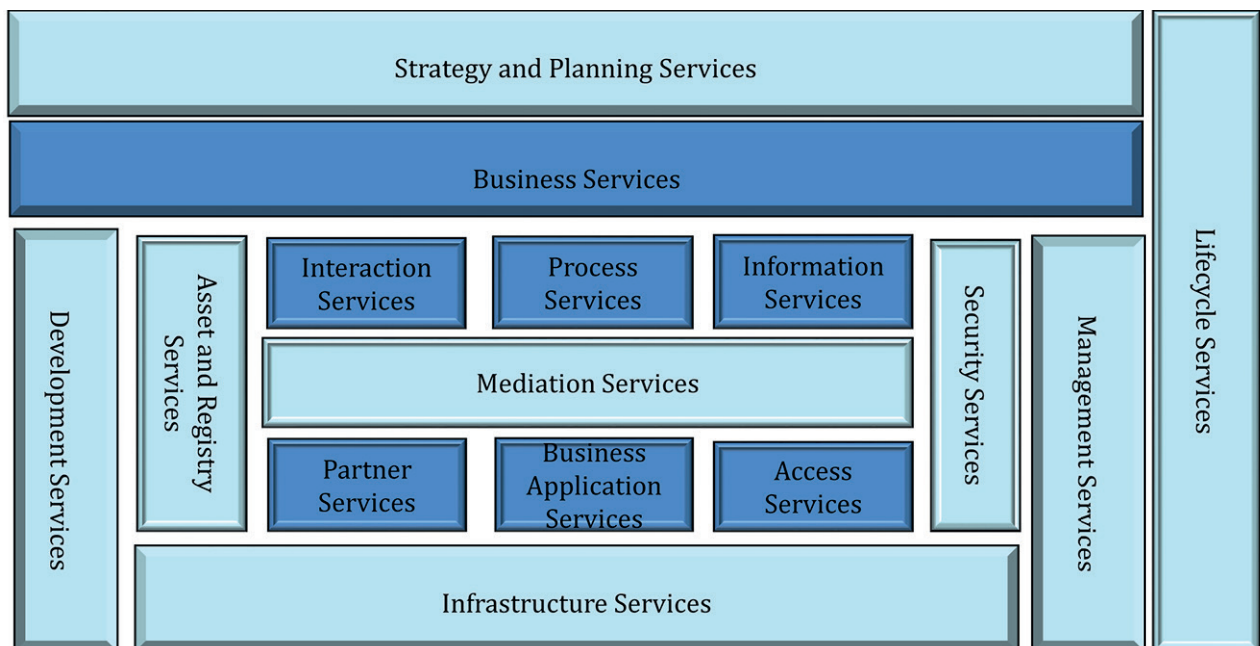 Strategy and Planning Services
Business Services
Development Services
Asset and Registry
Services
Interaction
Services
Process
Services
Information
Services
Mediation Services
Partner
Services
Business
Application
Services
Access
Services
Security Services
Management Services
Infrastructure Services
Lifecycle Services